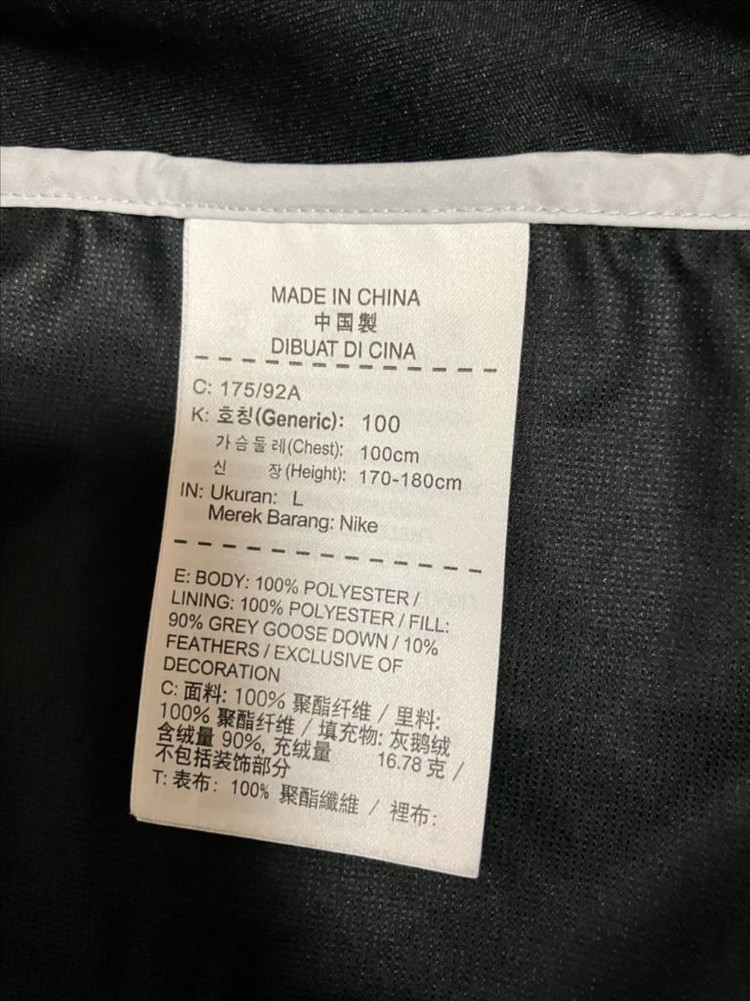 MADE IN CHINA
中国製
DIBUAT DI CINA
C: 175/92A
K: 호칭(Generic): 100
가슴둘레(Chest): 100cm
신 장(Height): 170-180cm
IN: Ukuran: L
Merek Barang: Nike
E: BODY: 100% POLYESTER /
LINING: 100% POLYESTER / FILL:
90% GREY GOOSE DOWN / 10%
FEATHERS / EXCLUSIVE OF
DECORATION
C: 面料: 100% 聚酯纤维 / 里料:
100% 聚酯纤维 / 填充物: 灰鹅绒
含绒量 90%, 充绒量 16.78 克 /
不包括装饰部分
T: 表布: 100% 聚酯纖維 / 裡布: